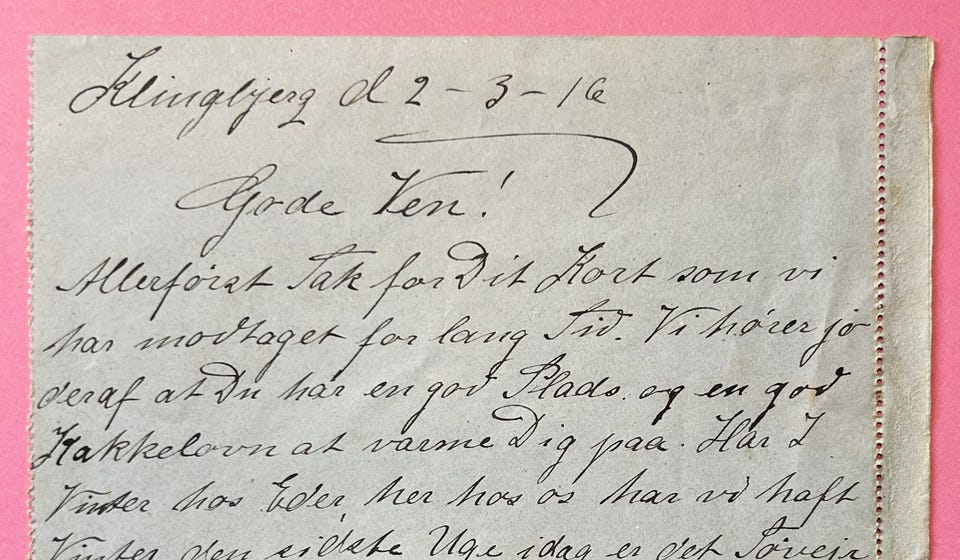 Klingbjerg d 2-3-16
Gode Ven!
Allerførst Tak for Dit Kort som vi
har modtaget for lang Tid. Vi hører jo
deraf at Du har en god Plads. og en god
Kakkelovn at varme Dig paa. Har I
Vinter hos Eder, her hos os har vi haft
Vinter den sidste Uge idag er det Tøveir